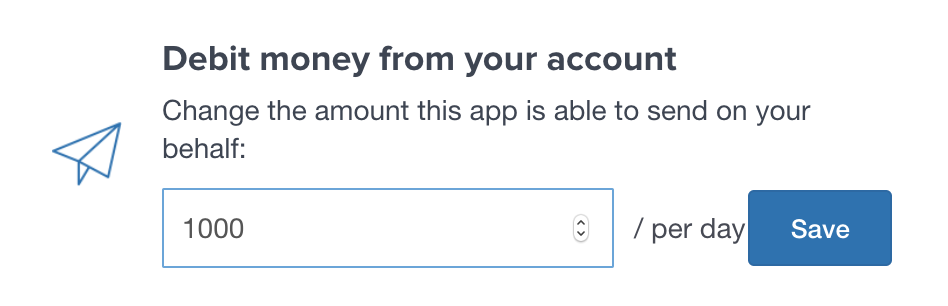 Debit money from your account
Change the amount this app is able to send on your
behalf:
1000 / per day Save